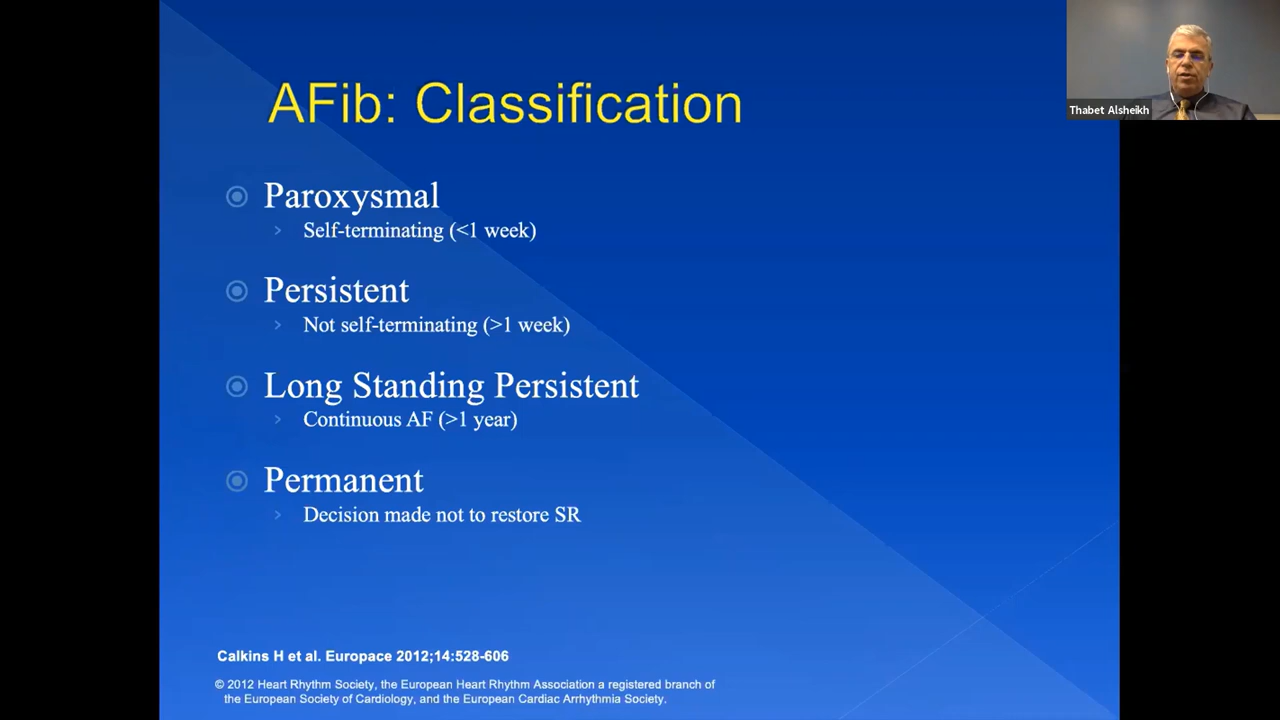 AFib: Classification
Thabet Alsheikh
Paroxysmal
Self-terminating (<1 week)
Persistent
Not self-terminating (>1 week)
Long Standing Persistent
Continuous AF (>1 year)
Permanent
Decision made not to restore SR
Calkins H et al. Europace 2012;14:528-606
© 2012 Heart Rhythm Society, the European Heart Rhythm Association a registered branch of
the European Society of Cardiology, and the European Cardiac Arrhythmia Society.